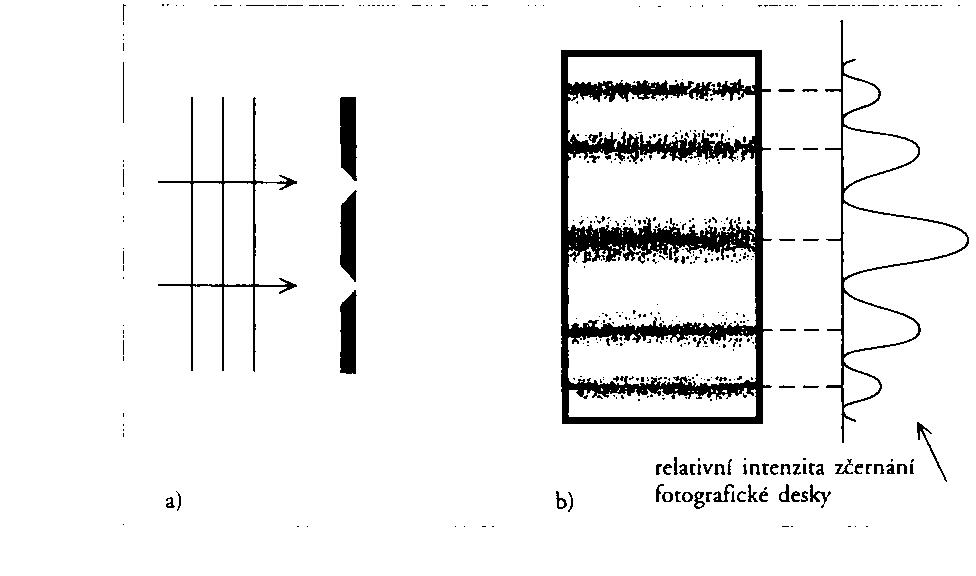 relativní intenzita zčernání
fotografické desky
a)
b)